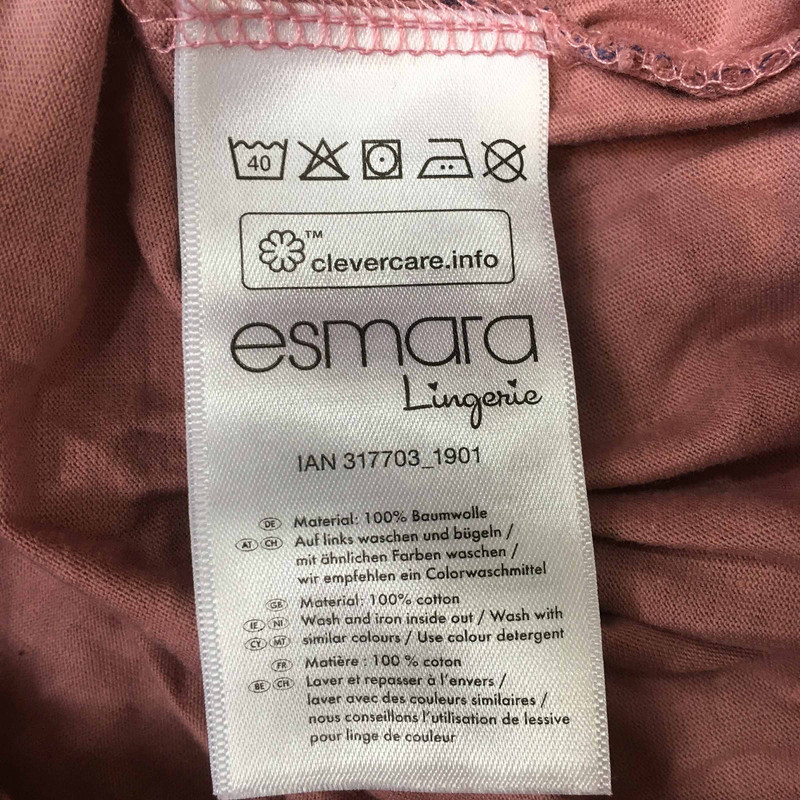 40
™
clevercare.info
esmara
Lingerie
IAN 317703_1901
DE Material: 100% Baumwolle
AT CH Auf links waschen und bügeln /
mit ähnlichen Farben waschen /
wir empfehlen ein Colorwaschmittel
GB Material: 100% cotton
IE NI Wash and iron inside out / Wash with
CY MT similar colours / Use colour detergent
FR Matière : 100 % coton
BE CH Laver et repasser à l'envers /
laver avec des couleurs similaires /
nous conseillons l'utilisation de lessive
pour linge de couleur